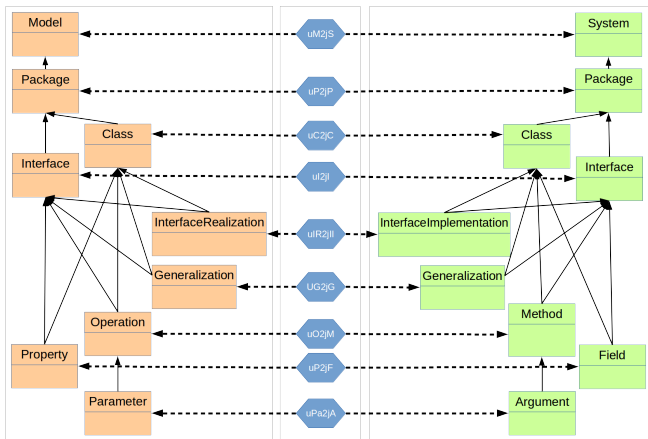 Model
uM2jS
System
Package
uP2jP
Package
Class
uC2jC
Class
Interface
uI2jI
Interface
InterfaceRealization
uIR2jII
InterfaceImplementation
Generalization
UG2jG
Generalization
Operation
uO2jM
Method
Property
uP2jF
Field
Parameter
uPa2jA
Argument